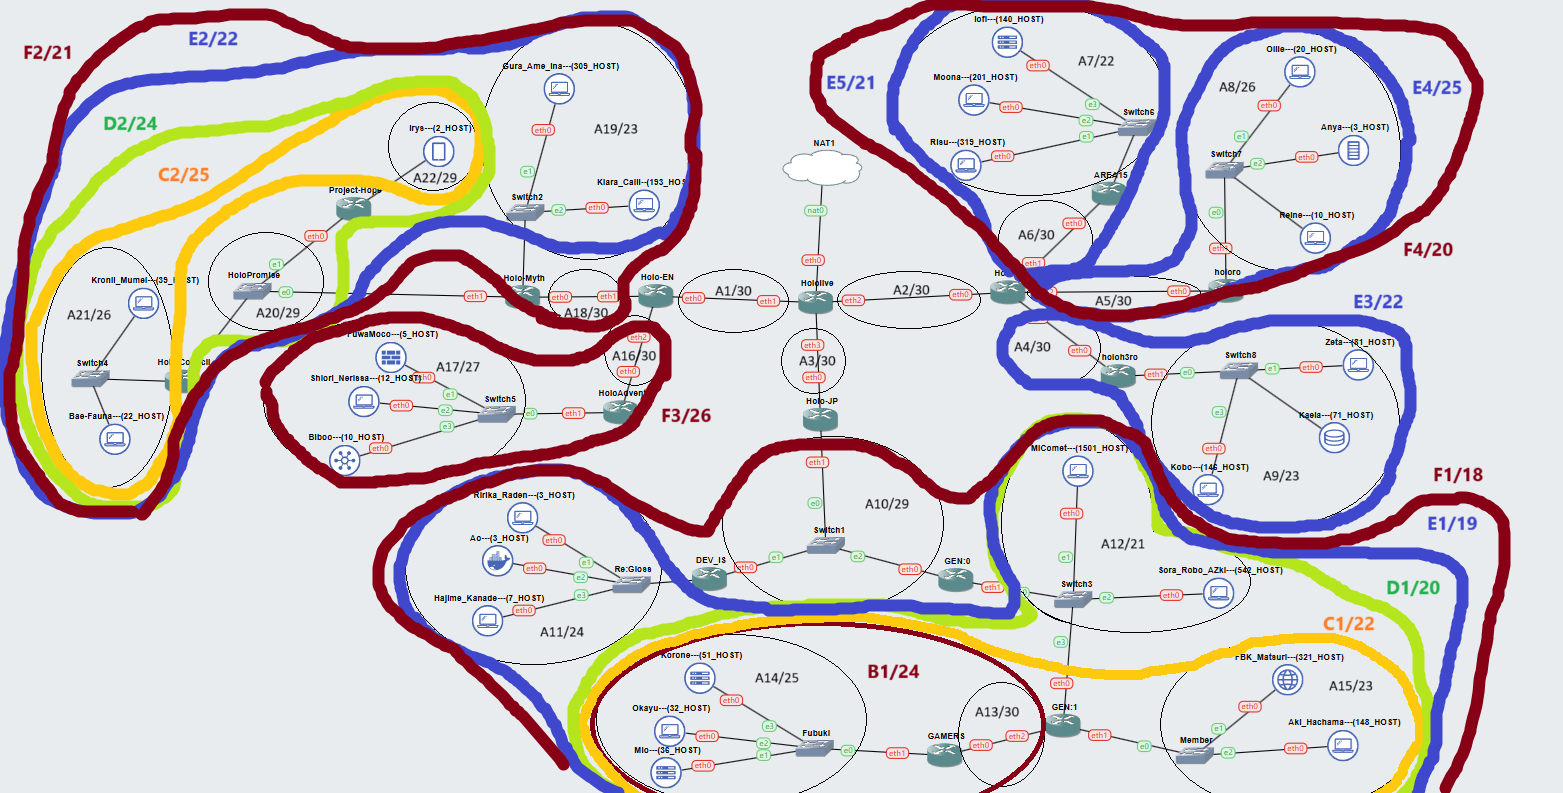 F2/21
E2/22
D2/24
C2/25
Gura_Ame_Ina---(309_HOST)
eth0
A19/23
e1
Kiara_Calli---(193_HOS
Switch2
e2
eth0
Irys---(2_HOST)
A22/29
Project-Hope
eth0
HoloPromise
e1
e0
A20/29
Kronii_Mumei---(39_H
ST)
A21/26
Switch4
Bae-Fauna---(22_HOST)
eth1
Holo-Myth
eth0
eth1
A18/30
Holo-EN
eth0
A1/30
eth1
Hololive
NAT1
nat0
eth0
eth2
A2/30
eth0
eth3
A3/30
eth0
Holo-JP
eth1
E5/21
Iofi---(140_HOST)
eth0
A7/22
Moona---(201_HOST)
eth0
e3
e2
e1
Switch6
Risu---(319_HOST)
eth0
AREA15
A6/30
eth0
eth1
Ollie---(20_HOST)
A8/26
eth0
E4/25
e1
Anya---(3_HOST)
Switch7
e2
eth0
Reine---(10_HOST)
e0
eth0
F4/20
holoro
A5/30
eth0
E3/22
A4/30
eth0
holoh3ro
eth1
e0
Switch8
e1
eth0
Zeta---(81_HOST)
e3
Kaela---(71_HOST)
eth0
Kobo---(146_HOST)
A9/23
FuwaMoco---(5_HOST)
A17/27
eth0
Shiori_Nerissa---(12_HOST)
e1
eth0
e2
Switch5
e0
eth1
HoloAdvent
e3
Biboo---(10_HOST)
eth0
eth2
A16/30
eth0
F3/26
F1/18
E1/19
D1/20
C1/22
Ririka_Raden---(3_HOST)
eth0
Ao---(3_HOST)
eth0
e1
e2
Re:Gloss
Hajime_Kanade---(7_HOST)
e3
eth0
A11/24
DEV_IS
eth0
e1
e0
A10/29
Switch1
e2
eth0
GEN:0
eth1
MiComet---(1501_HOST)
eth0
A12/21
e1
Switch3
e2
eth0
Sora_Robo_AZki---(542_HOST)
e3
eth0
GEN:1
Korone---(51_HOST)
A14/25
B1/24
eth0
Okayu---(32_HOST)
e3
eth0
e2
Fubuki
Mio---(36_HOST)
e1
eth0
e0
eth1
GAMERS
A13/30
eth0
eth2
eth1
e0
Member
FBK_Matsuri---(321_HOST)
A15/23
eth0
e1
Aki_Hachama---(148_HOST)
e2
eth0